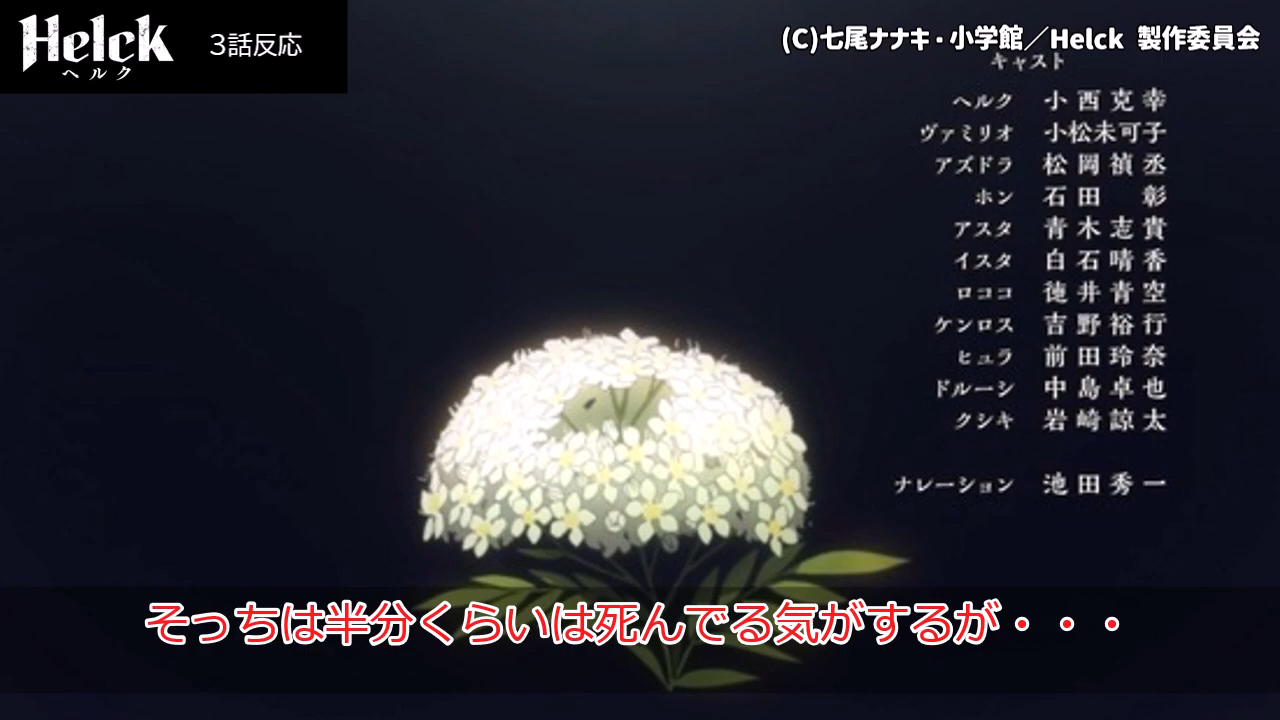 Helck
ヘルク
3話反応
(C)七尾ナナキ・小学館／Helck 製作委員会
キャスト
ヘルク 小西克幸
ヴァミリオ 小松未可子
アズドラ 松岡禎丞
ホン 石田 彰
アスタ 青木志貴
イスタ 白石晴香
ロココ 徳井青空
ケンロス 吉野裕行
ヒュラ 前田玲奈
ドルーシ 中島卓也
クシキ 岩崎諒太
ナレーション 池田秀一
そっちは半分くらいは死んでる気がするが・・・